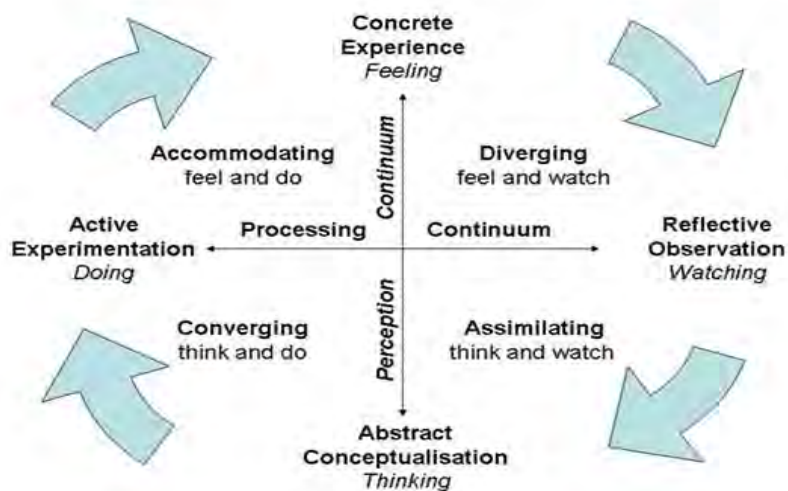 Concrete
Experience
Feeling
Continuum
Accommodating
feel and do
Diverging
feel and watch
Active
Experimentation
Doing
Processing
Continuum
Reflective
Observation
Watching
Perception
Converging
think and do
Assimilating
think and watch
Abstract
Conceptualisation
Thinking